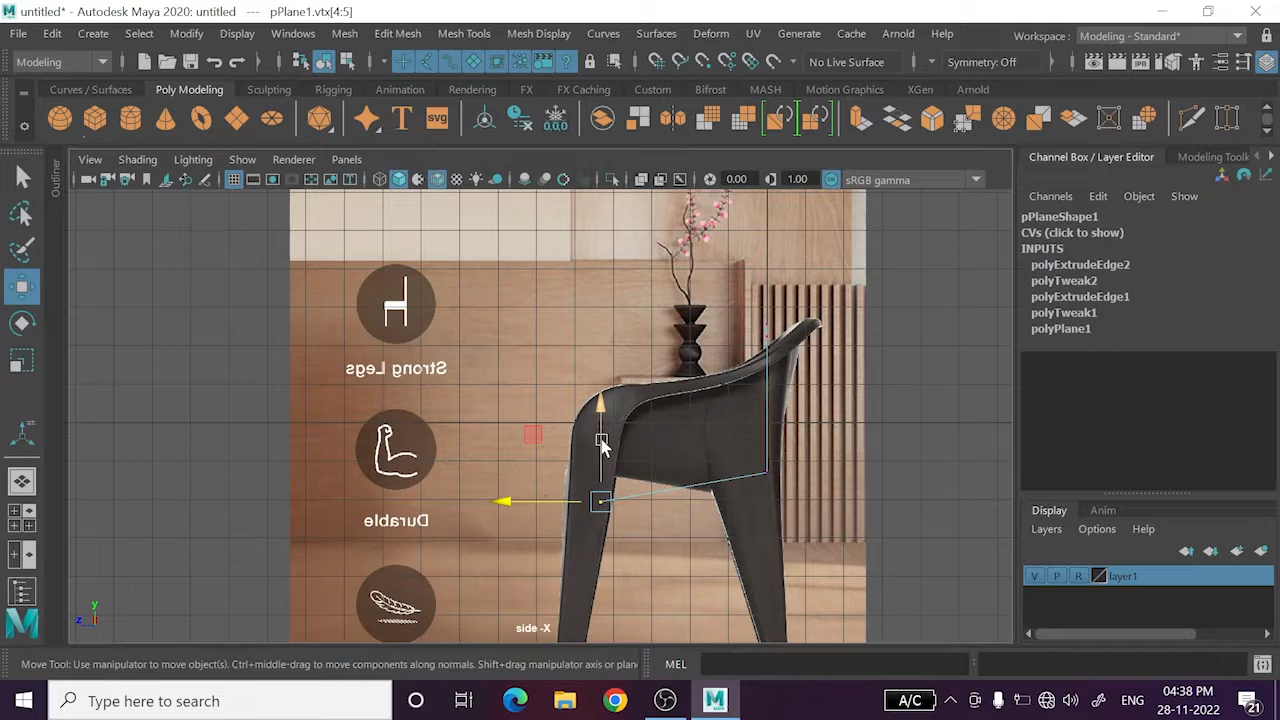 untitled* - Autodesk Maya 2020: untitled --- pPlane1.vtx[4:5]
File Edit Create Select Modify Display Windows Mesh Edit Mesh Mesh Tools Mesh Display Curves Surfaces Deform UV Generate Cache Arnold Help Workspace : Modeling - Standard*
Modeling No Live Surface Symmetry: Off
Curves / Surfaces Poly Modeling Sculpting Rigging Animation Rendering FX FX Caching Custom Bifrost MASH Motion Graphics XGen Arnold
T svg 0,0,0
View Shading Lighting Show Renderer Panels
0.00 1.00 sRGB gamma
Outliner
Channel Box / Layer Editor Modeling Toolk
Channels Edit Object Show
pPlaneShape1
CVs (click to show)
INPUTS
polyExtrudeEdge2
polyTweak2
polyExtrudeEdge1
polyTweak1
polyPlane1
Strong Legs
Durable
y
z
side -X
Display Anim
Layers Options Help
V P R layer1
Move Tool: Use manipulator to move object(s). Ctrl+middle-drag to move components along normals. Shift+drag manipulator axis or plane
MEL
Type here to search
A/C ENG 04:38 PM
28-11-2022 21